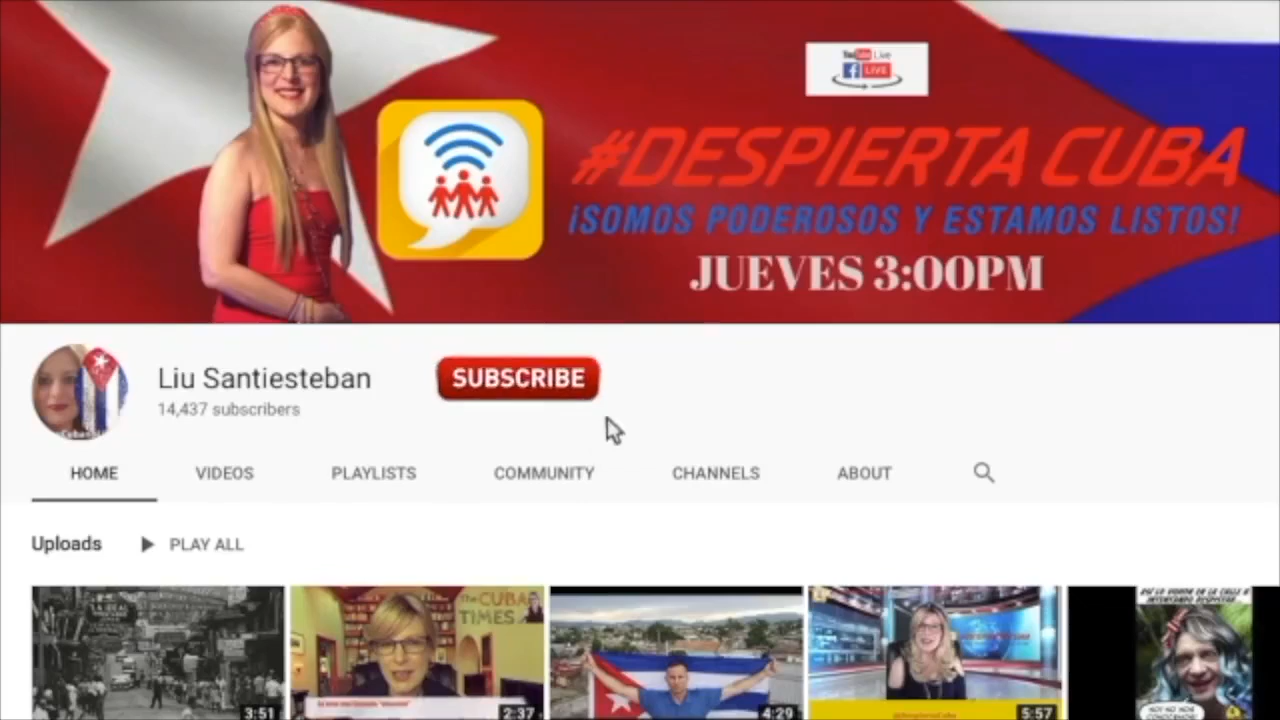 YouTube Live
LIVE
#DESPIERTA CUBA
¡SOMOS PODEROSOS Y ESTAMOS LISTOS!
JUEVES 3:00PM
Liu Santiesteban
14,437 subscribers
SUBSCRIBE
HOME
VIDEOS
PLAYLISTS
COMMUNITY
CHANNELS
ABOUT
Uploads
PLAY ALL
The CUBAN
TIMES
3:51
2:37
4:29
5:57
#DespiertaCuba